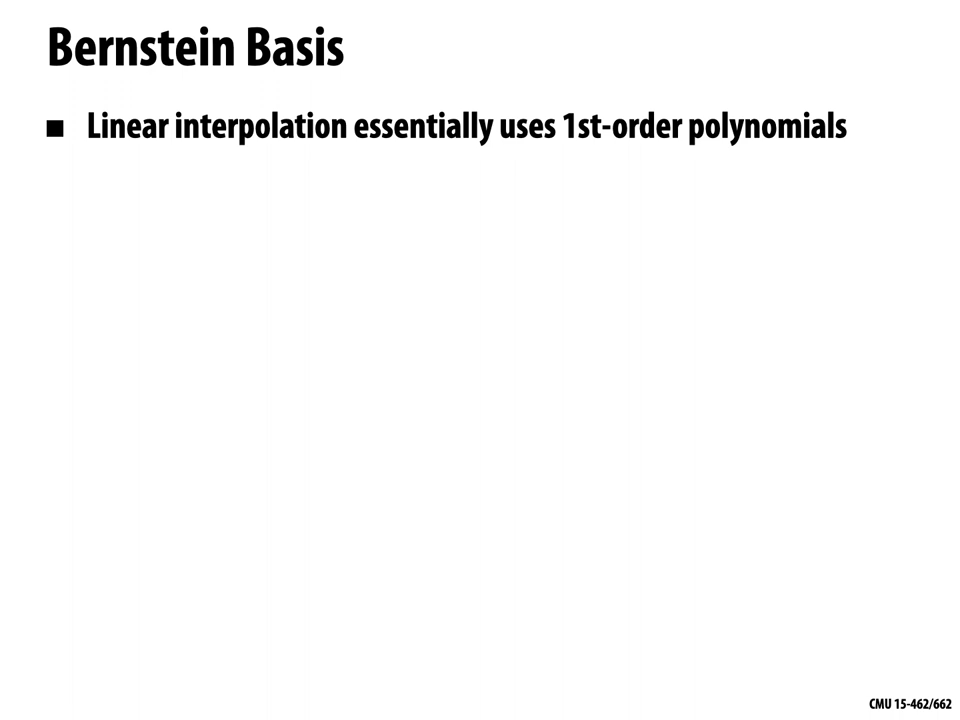 Bernstein Basis
■ Linear interpolation essentially uses 1st-order polynomials
CMU 15-462/662